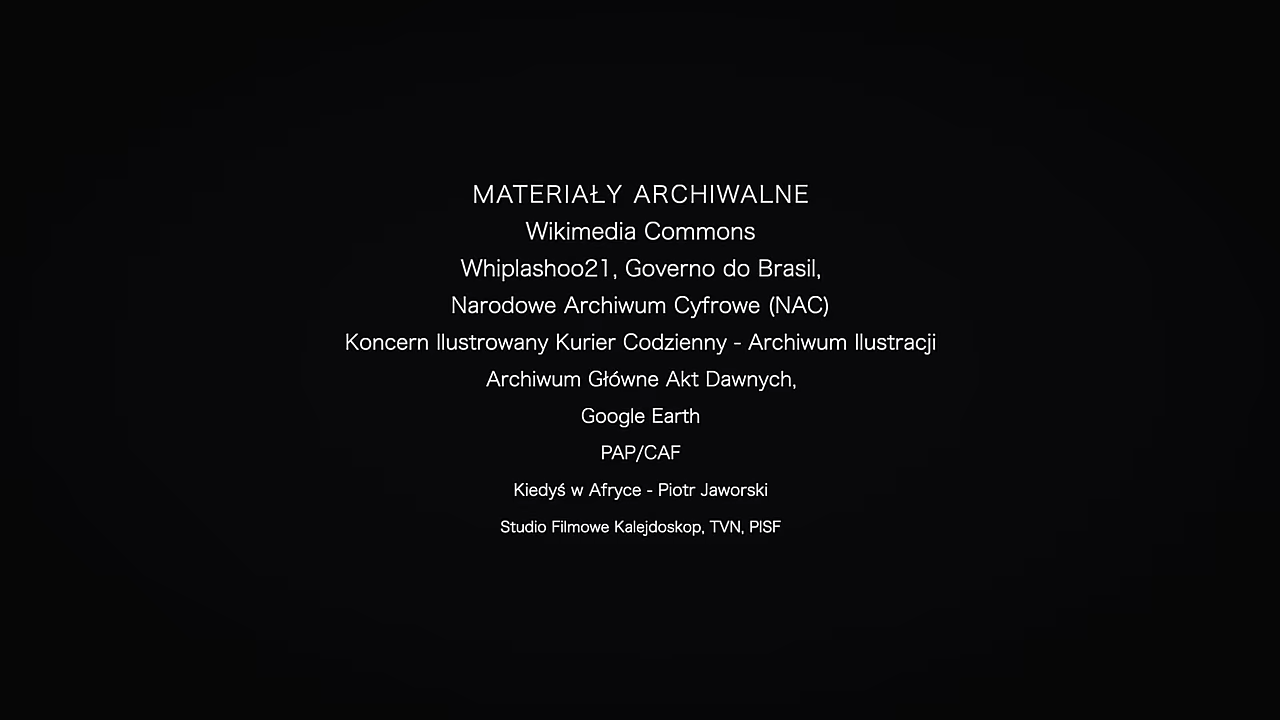 MATERIAŁY ARCHIWALNE
Wikimedia Commons
Whiplashoo21, Governo do Brasil,
Narodowe Archiwum Cyfrowe (NAC)
Koncern Ilustrowany Kurier Codzienny - Archiwum Ilustracji
Archiwum Główne Akt Dawnych,
Google Earth
PAP/CAF
Kiedyś w Afryce - Piotr Jaworski
Studio Filmowe Kalejdoskop, TVN, PISF